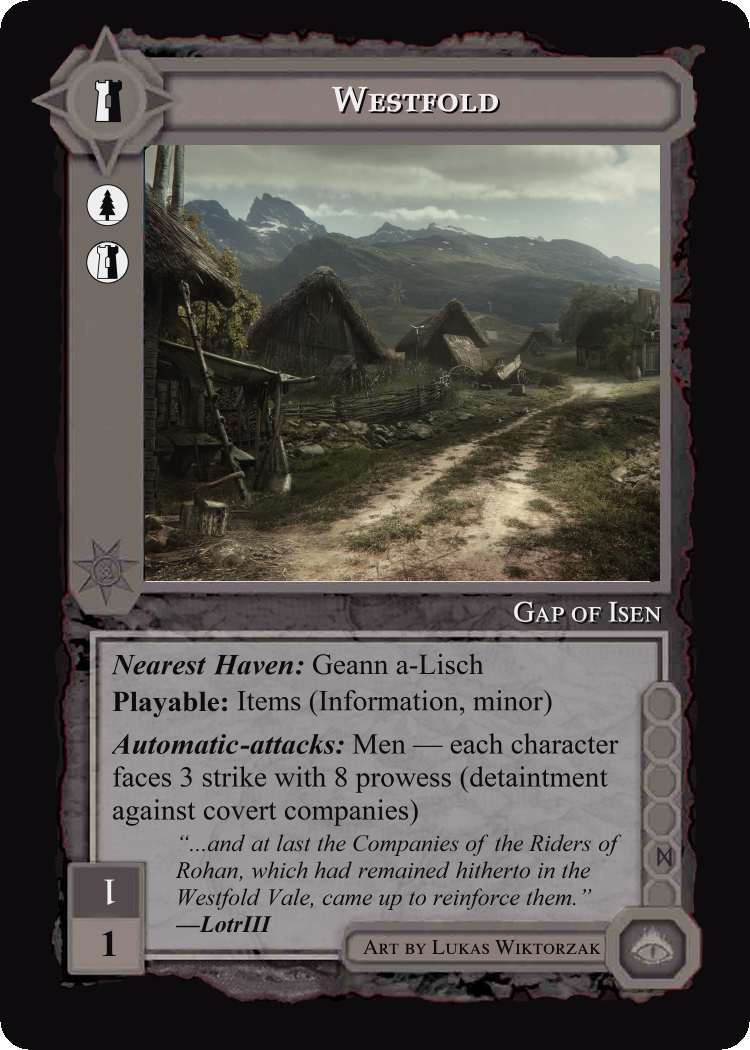 Westfold
Gap of Isen
Nearest Haven: Geann a-Lisch
Playable: Items (Information, minor)
Automatic-attacks: Men — each character
faces 3 strike with 8 prowess (detaintment
against covert companies)
“...and at last the Companies of the Riders of
Rohan, which had remained hitherto in the
Westfold Vale, came up to reinforce them.”
—LotrIII
1
1
Art by Lukas Wiktorzak